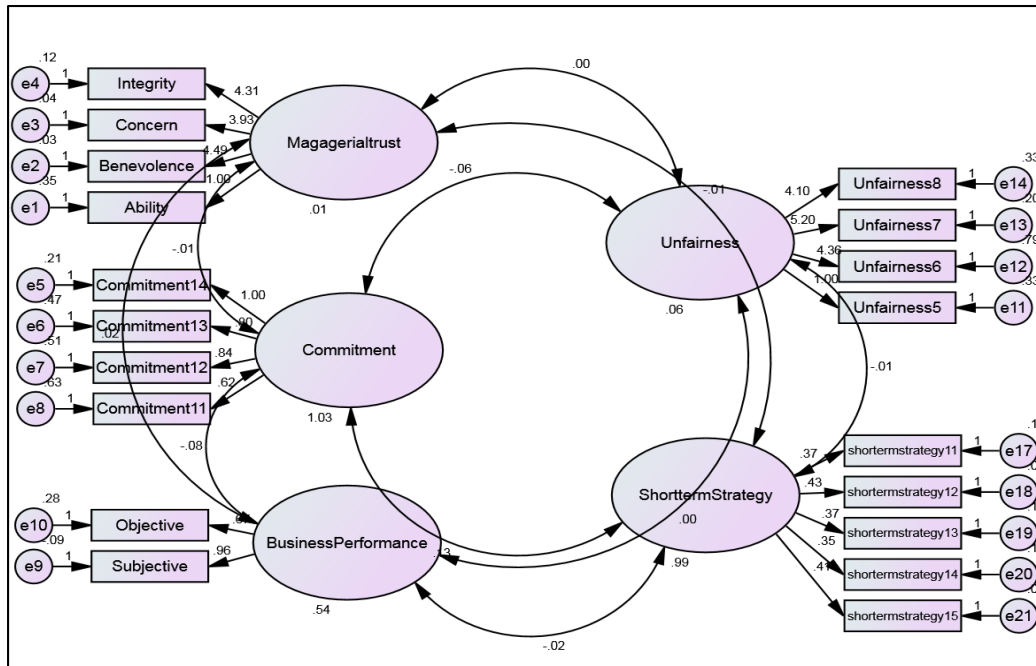 .12
e4 1 Integrity
4.31
.04
e3 1 Concern
3.93
.03
e2 1 Benevolence
4.49
.35
e1 1 Ability
1.00
Magagerialtrust
.01
.00
-.06
-.01
-.01
.21
e5 1 Commitment14
1.00
.47
e6 1 Commitment13
.51
e7 1 Commitment12
.84
.63
e8 1 Commitment11
.62
.02
Commitment
1.03
-.08
.28
e10 1 Objective
-.09
e9 1 Subjective
.96
BusinessPerformance
.54
.13
-.02
Unfairness
.06
4.10
Unfairness8 1 e14
5.20
Unfairness7 1 e13
4.36
Unfairness6 1 e12
1.00
Unfairness5 1 e11
-.01
ShorttermStrategy
.99
.00
.37
shortermstrategy11 1 e17
.43
shortermstrategy12 1 e18
.37
shortermstrategy13 1 e19
.35
shortermstrategy14 1 e20
.41
shortermstrategy15 1 e21